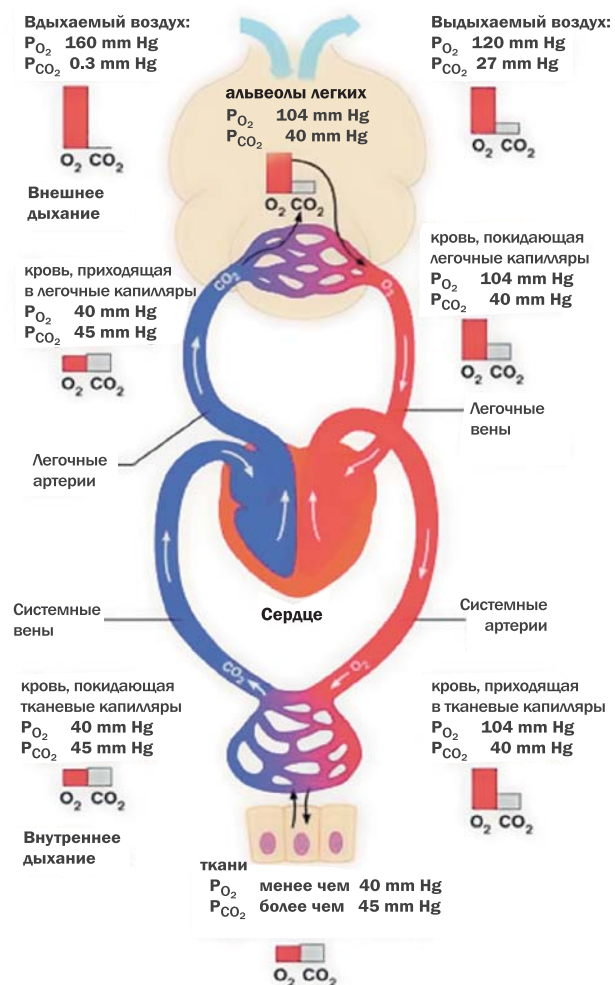 Вдыхаемый воздух:
PO₂ 160 mm Hg
PCO₂ 0.3 mm Hg
O₂ CO₂
Внешнее
дыхание
Выдыхаемый воздух:
PO₂ 120 mm Hg
PCO₂ 27 mm Hg
O₂ CO₂
альвеолы легких
PO₂ 104 mm Hg
PCO₂ 40 mm Hg
O₂ CO₂
CO₂
O₂
кровь, приходящая
в легочные капилляры
PO₂ 40 mm Hg
PCO₂ 45 mm Hg
O₂ CO₂
кровь, покидающая
легочные капилляры
PO₂ 104 mm Hg
PCO₂ 40 mm Hg
O₂ CO₂
Легочные
артерии
Легочные
вены
Сердце
Системные
вены
Системные
артерии
CO₂
O₂
кровь, покидающая
тканевые капилляры
PO₂ 40 mm Hg
PCO₂ 45 mm Hg
O₂ CO₂
Внутреннее
дыхание
кровь, приходящая
в тканевые капилляры
PO₂ 104 mm Hg
PCO₂ 40 mm Hg
O₂ CO₂
ткани
PO₂ менее чем 40 mm Hg
PCO₂ более чем 45 mm Hg
O₂ CO₂